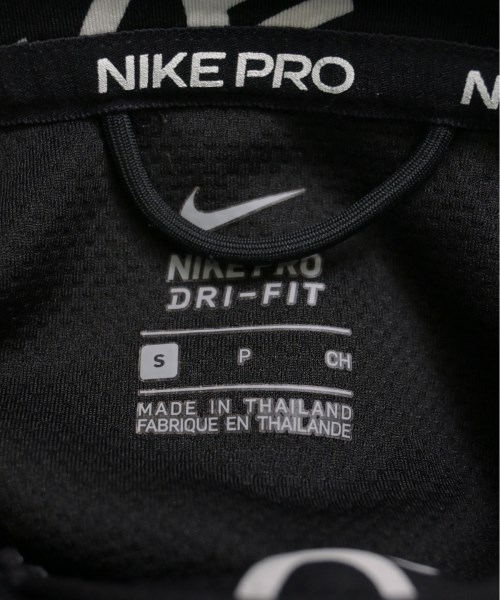 NIKE PRO N
NIKE PRO
DRI-FIT
S P CH
MADE IN THAILAND
FABRIQUE EN THAILANDE